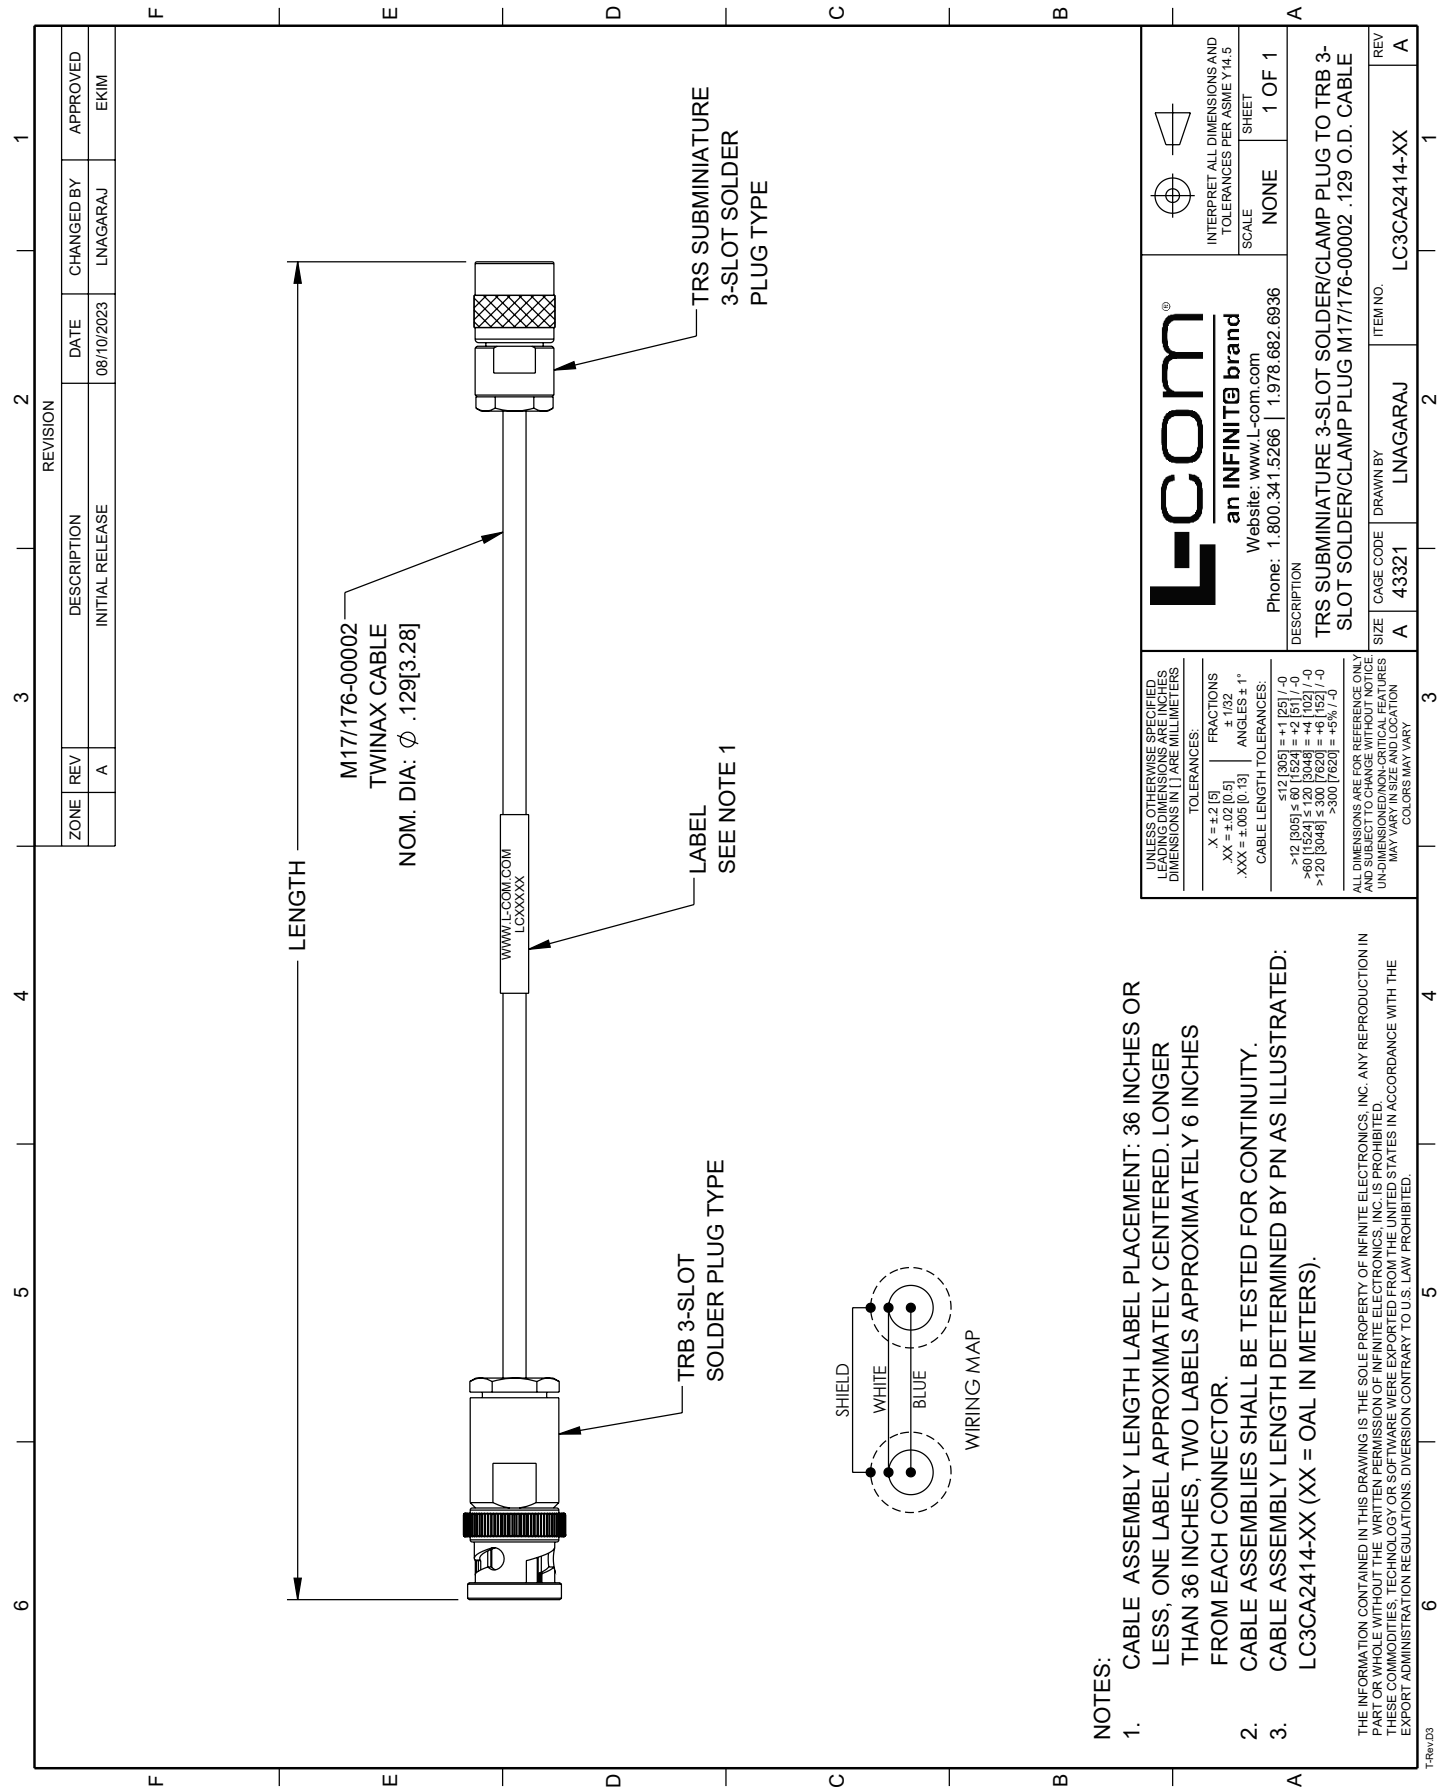 6
5
4
3
2
1
F
E
D
C
B
A
REVISION
ZONE
REV
DESCRIPTION
DATE
CHANGED BY
APPROVED
A
INITIAL RELEASE
08/10/2023
LNAGARAJ
EKIM
LENGTH
M17/176-00002
TWINAX CABLE
NOM. DIA: Ø .129[3.28]
WWW.L-COM.COM
LCXXXXX
TRS SUBMINIATURE
3-SLOT SOLDER
PLUG TYPE
LABEL
SEE NOTE 1
TRB 3-SLOT
SOLDER PLUG TYPE
SHIELD
WHITE
BLUE
WIRING MAP
NOTES:
1. CABLE ASSEMBLY LENGTH LABEL PLACEMENT: 36 INCHES OR
LESS, ONE LABEL APPROXIMATELY CENTERED. LONGER
THAN 36 INCHES, TWO LABELS APPROXIMATELY 6 INCHES
FROM EACH CONNECTOR.
2. CABLE ASSEMBLIES SHALL BE TESTED FOR CONTINUITY.
3. CABLE ASSEMBLY LENGTH DETERMINED BY PN AS ILLUSTRATED:
LC3CA2414-XX (XX = OAL IN METERS).
THE INFORMATION CONTAINED IN THIS DRAWING IS THE SOLE PROPERTY OF INFINITE ELECTRONICS, INC. ANY REPRODUCTION IN
PART OR WHOLE WITHOUT THE WRITTEN PERMISSION OF INFINITE ELECTRONICS, INC. IS PROHIBITED.
THESE COMMODITIES, TECHNOLOGY OR SOFTWARE WERE EXPORTED FROM THE UNITED STATES IN ACCORDANCE WITH THE
EXPORT ADMINISTRATION REGULATIONS. DIVERSION CONTRARY TO U.S. LAW PROHIBITED.
UNLESS OTHERWISE SPECIFIED
LEADING DIMENSIONS ARE INCHES
DIMENSIONS IN [ ] ARE MILLIMETERS
TOLERANCES:
.X = ±.2 [5]
.XX = ±.02 [0.5]
.XXX = ±.005 [0.13]
FRACTIONS
± 1/32
ANGLES ± 1°
CABLE LENGTH TOLERANCES:
≤12 [305] = +1 [25] / -0
>12 [305] ≤ 60 [1524] = +2 [51] / -0
>60 [1524] ≤ 120 [3048] = +4 [102] / -0
>120 [3048] ≤ 300 [7620] = +6 [152] / -0
>300 [7620] = +5% / -0
ALL DIMENSIONS ARE FOR REFERENCE ONLY
AND SUBJECT TO CHANGE WITHOUT NOTICE.
UN-DIMENSIONED/NON-CRITICAL FEATURES
MAY VARY IN SIZE AND LOCATION
COLORS MAY VARY
L-com®
an INFINITe brand
Website: www.L-com.com
Phone: 1.800.341.5266 | 1.978.682.6936
INTERPRET ALL DIMENSIONS AND
TOLERANCES PER ASME Y14.5
SCALE
NONE
SHEET
1 OF 1
DESCRIPTION
TRS SUBMINIATURE 3-SLOT SOLDER/CLAMP PLUG TO TRB 3-
SLOT SOLDER/CLAMP PLUG M17/176-00002 .129 O.D. CABLE
SIZE
A
CAGE CODE
43321
DRAWN BY
LNAGARAJ
ITEM NO.
LC3CA2414-XX
REV
A
F
E
D
C
B
A
6
5
4
3
2
1
T-Rev.D3